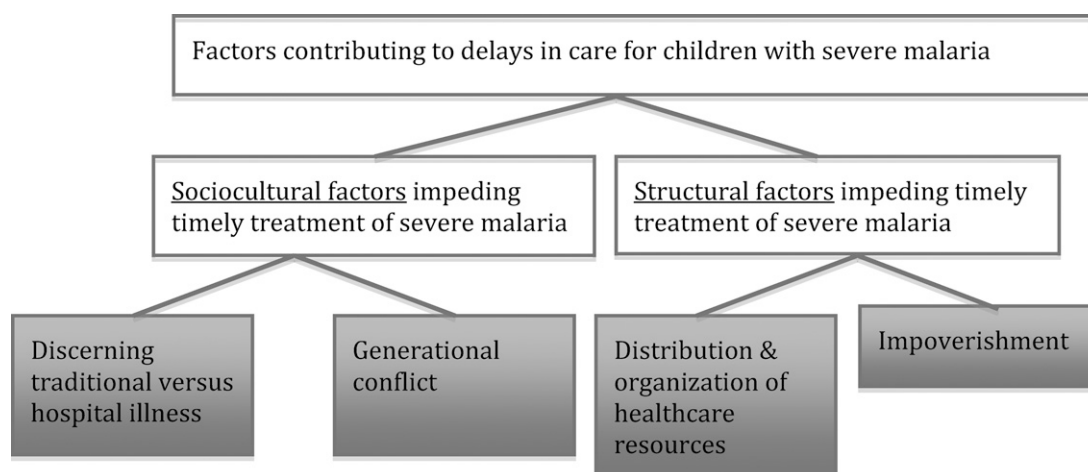 Factors contributing to delays in care for children with severe malaria
Sociocultural factors impeding
timely treatment of severe malaria
Structural factors impeding timely
treatment of severe malaria
Discerning
traditional versus
hospital illness
Generational
conflict
Distribution &
organization of
healthcare
resources
Impoverishment